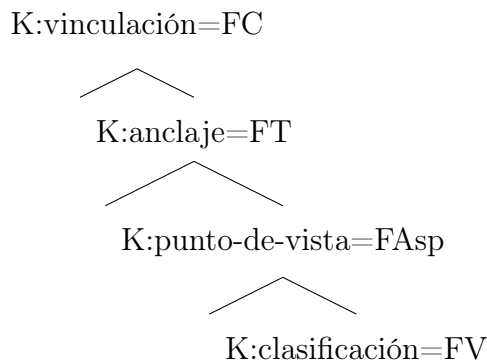 K:vinculación=FC
K:anclaje=FT
K:punto-de-vista=FAsp
K:clasificación=FV